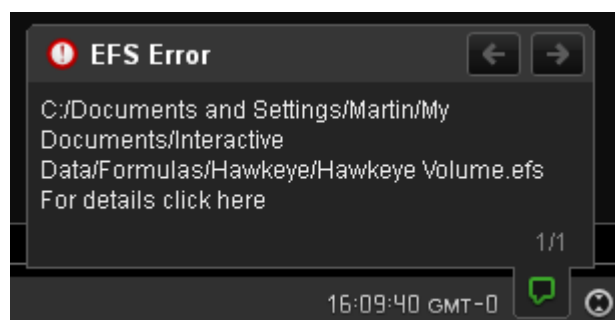 EFS Error
C:/Documents and Settings/Martin/My
Documents/Interactive
Data/Formulas/Hawkeye/Hawkeye Volume.efs
For details click here
1/1
16:09:40 GMT-0